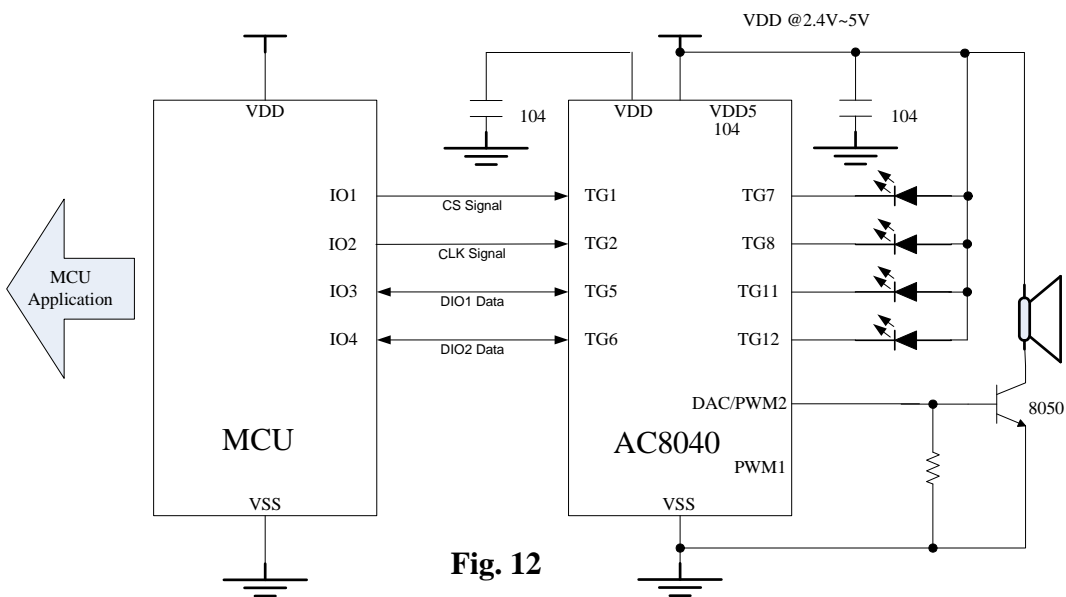 VDD @2.4V~5V
VDD
104
VDD
VDD5
104
104
IO1
CS Signal
TG1
TG7
IO2
CLK Signal
TG2
TG8
MCU
Application
IO3
DIO1 Data
TG5
TG11
IO4
DIO2 Data
TG6
TG12
DAC/PWM2
8050
MCU
AC8040
PWM1
VSS
VSS
Fig. 12